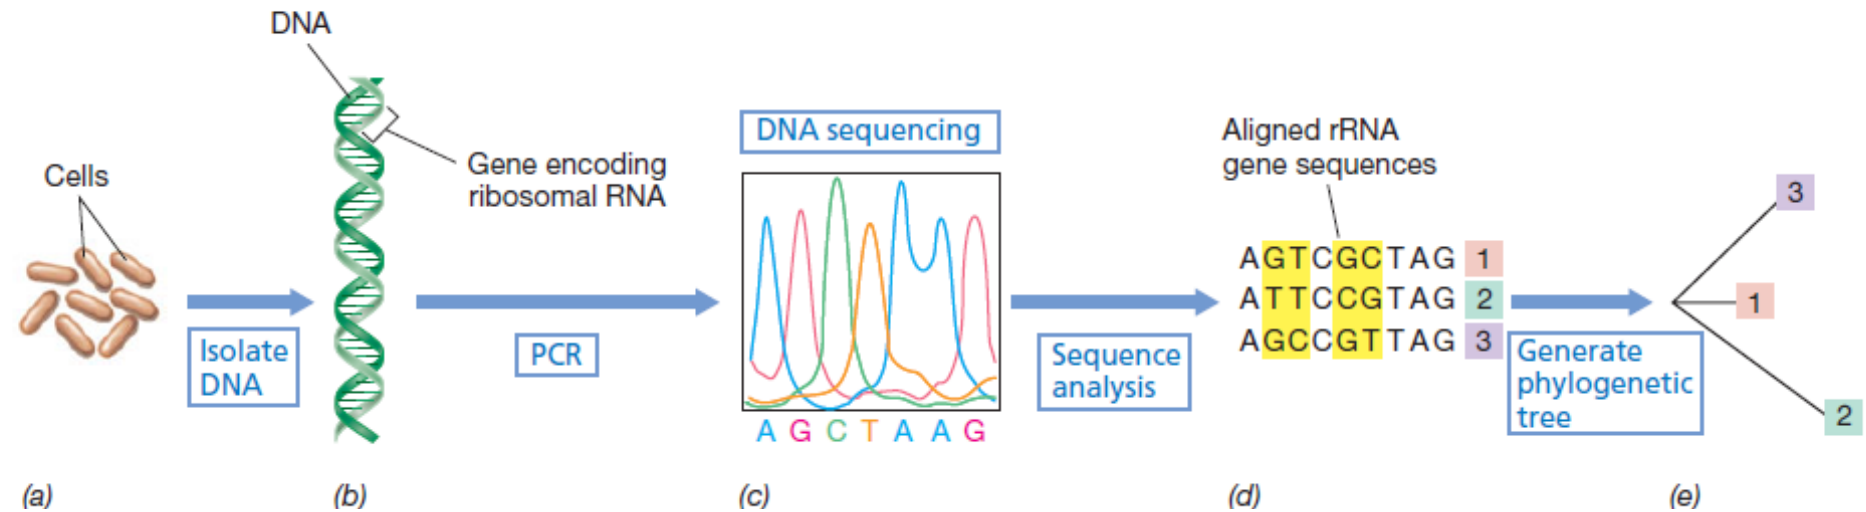 DNA
Cells
Isolate
DNA
Gene encoding
ribosomal RNA
PCR
DNA sequencing
A G C T A A G
Sequence
analysis
Aligned rRNA
gene sequences
AGTCGCTAG 1
ATTCCGTAG 2
AGCCGTTAG 3
Generate
phylogenetic
tree
3
1
2
(a)
(b)
(c)
(d)
(e)